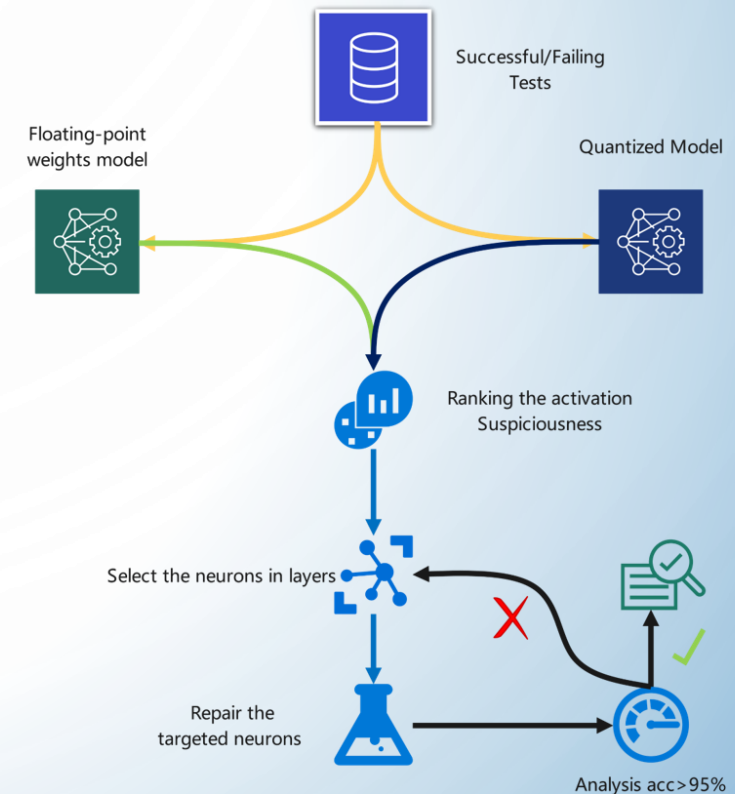 Successful/Failing
Tests
Floating-point
weights model
Quantized Model
Ranking the activation
Suspiciousness
Select the neurons in layers
Repair the
targeted neurons
Analysis acc>95%